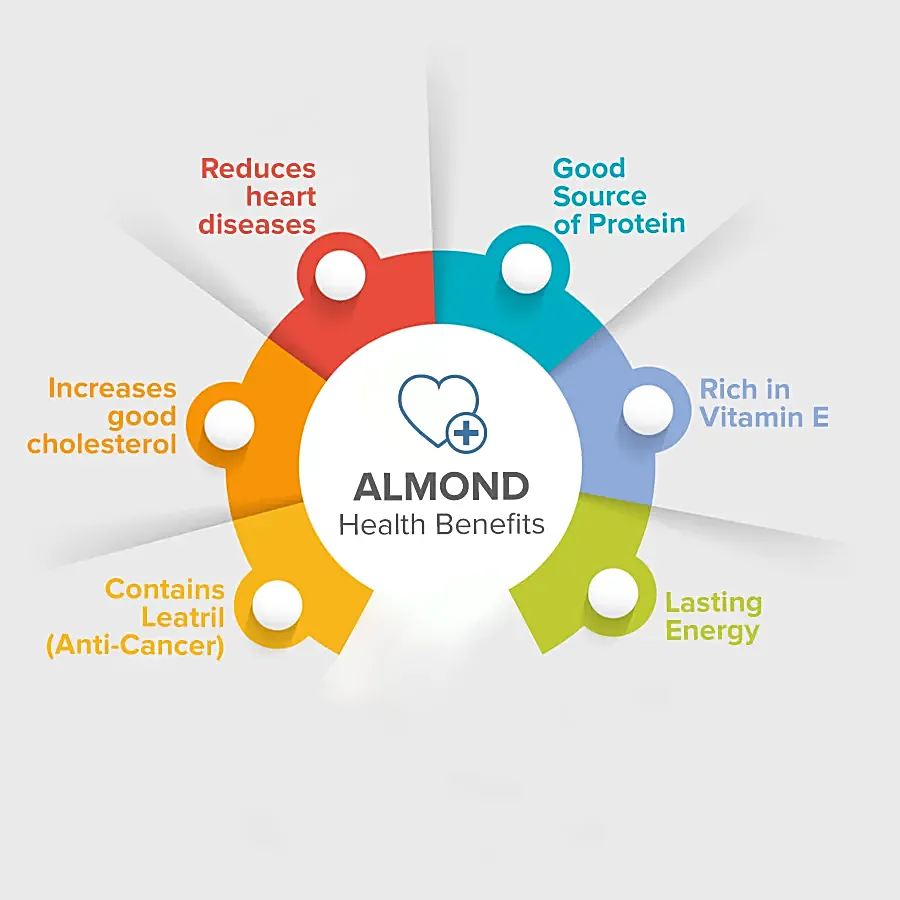 Reduces
heart
diseases
Good
Source
of Protein
Increases
good
cholesterol
Rich in
Vitamin E
ALMOND
Health Benefits
Contains
Leatril
(Anti-Cancer)
Lasting
Energy